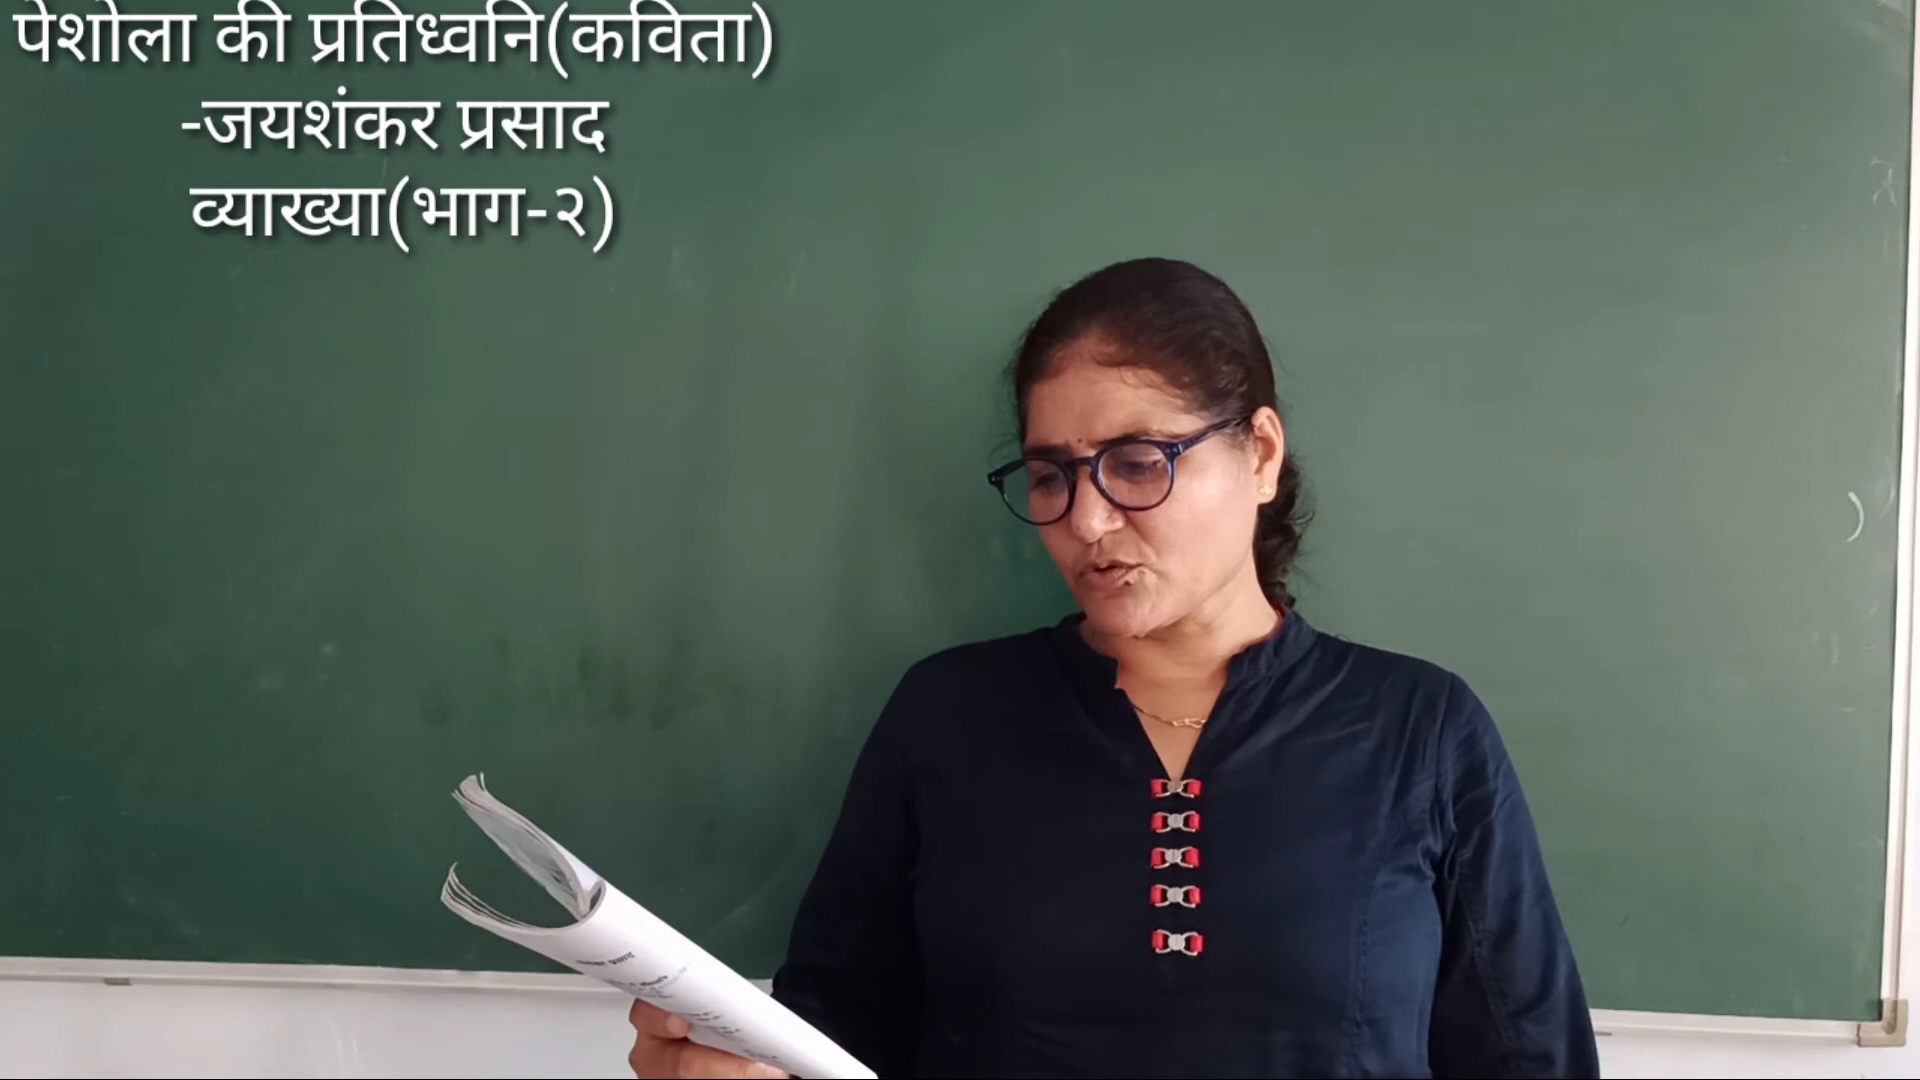 पेशोला की प्रतिध्वनि(कविता)
-जयशंकर प्रसाद
व्याख्या(भाग-२)